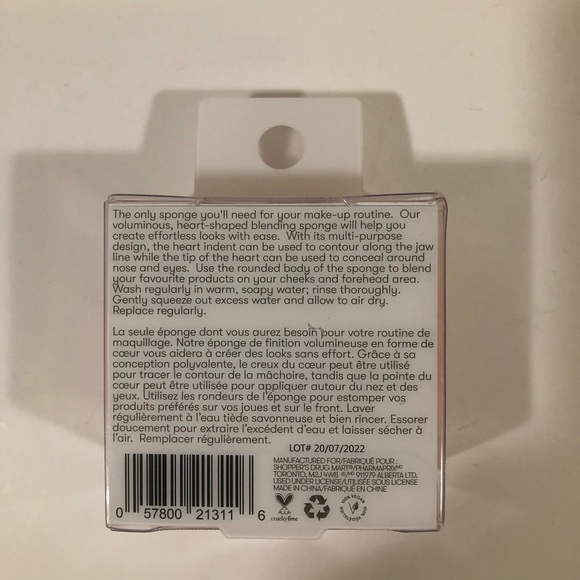 The only sponge you'll need for your make-up routine. Our
voluminous, heart-shaped blending sponge will help you
create effortless looks with ease. With its multi-purpose
design, the heart indent can be used to contour along the jaw
line while the tip of the heart can be used to conceal around
nose and eyes. Use the rounded body of the sponge to blend
your favourite products on your cheeks and forehead area.
Wash regularly in warm, soapy water; rinse thoroughly.
Gently squeeze out excess water and allow to air dry.
Replace regularly.
La seule éponge dont vous aurez besoin pour votre routine de
maquillage. Notre éponge de finition volumineuse en forme de
cœur vous aidera à créer des looks sans effort. Grâce à sa
conception polyvalente, le creux du cœur peut être utilisé
pour tracer le contour de la mâchoire, tandis que la pointe du
cœur peut être utilisée pour appliquer autour du nez et des
yeux. Utilisez les rondeurs de l'éponge pour estomper vos
produits préférés sur vos joues et sur le front. Laver
régulièrement à l'eau tiède savonneuse et bien rincer. Essorer
doucement pour extraire l'excédent d'eau et laisser sécher à
l'air. Remplacer régulièrement.
LOT# 20/07/2022
MANUFACTURED FOR/FABRIQUÉ POUR :
SHOPPER'S DRUG MART®/PHARMAPRIX MD
TORONTO, M2J 4W8 ®/MD 911979 ALBERTA LTD.
USED UNDER LICENSE/UTILISÉ SOUS LICENSE
MADE IN CHINA/FABRIQUÉ EN CHINE
0 57800 21311 6
crueltyfree
100% VEGAN